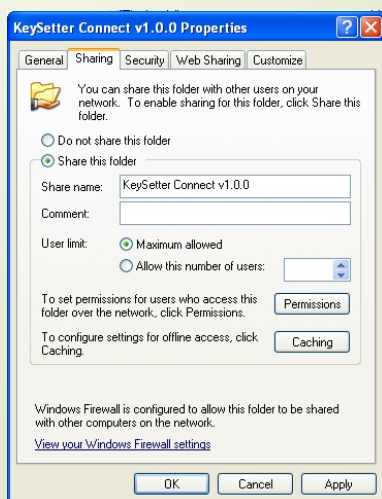 KeySetter Connect v1.0.0 Properties
General Sharing Security Web Sharing Customize
You can share this folder with other users on your
network. To enable sharing for this folder, click Share this
folder.
Do not share this folder
Share this folder
Share name: KeySetter Connect v1.0.0
Comment:
User limit: Maximum allowed
Allow this number of users:
To set permissions for users who access this
folder over the network, click Permissions.
Permissions
To configure settings for offline access, click
Caching.
Caching
Windows Firewall is configured to allow this folder to be shared
with other computers on the network.
View your Windows Firewall settings
OK Cancel Apply